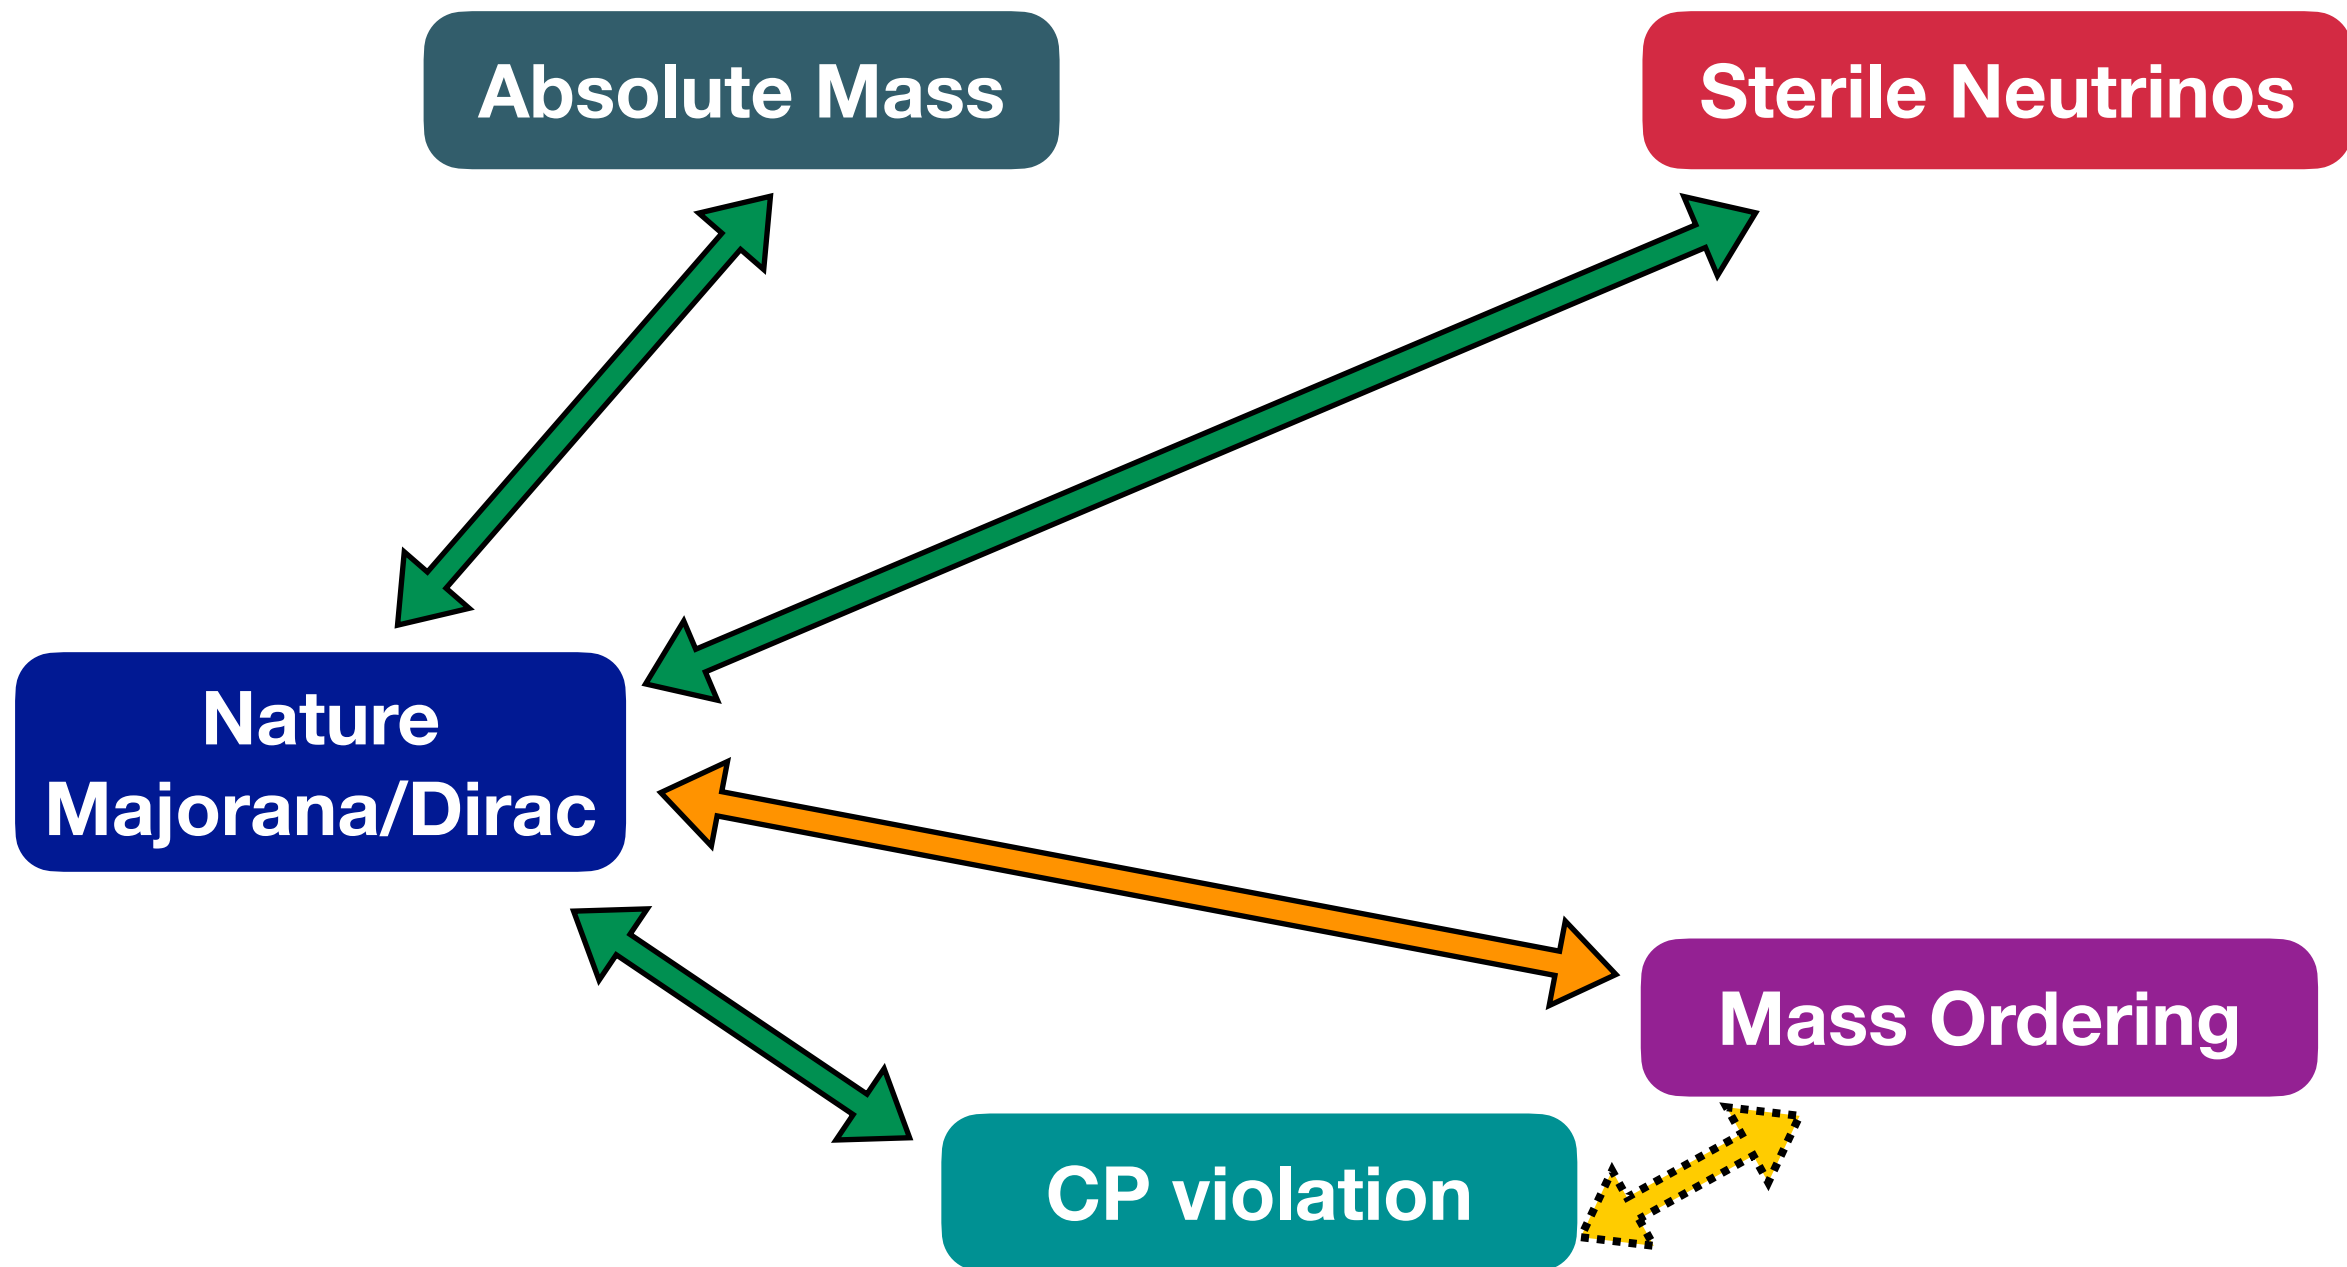 Absolute Mass
Sterile Neutrinos
Nature
Majorana/Dirac
Mass Ordering
CP violation